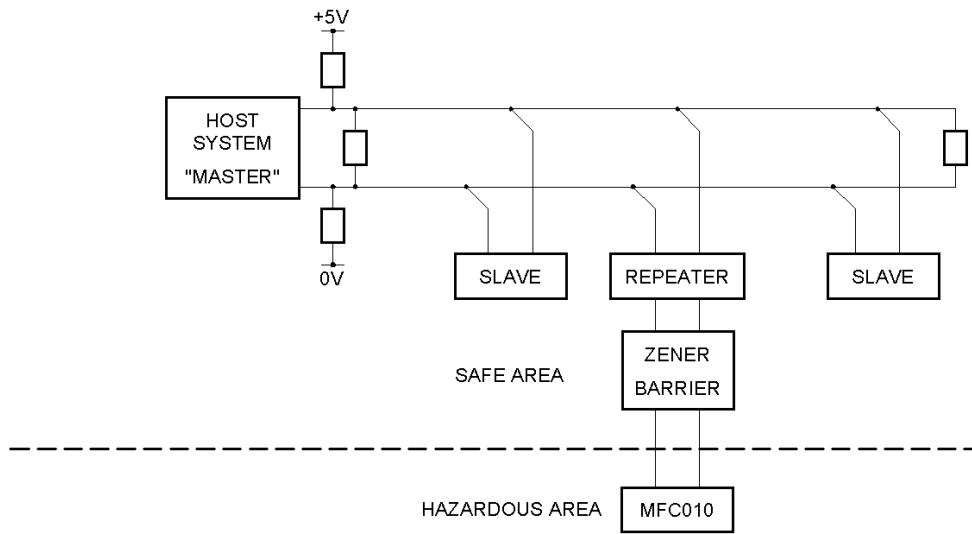 +5V
HOST
SYSTEM
"MASTER"
0V
SLAVE
REPEATER
SLAVE
ZENER
BARRIER
SAFE AREA
HAZARDOUS AREA
MFC010